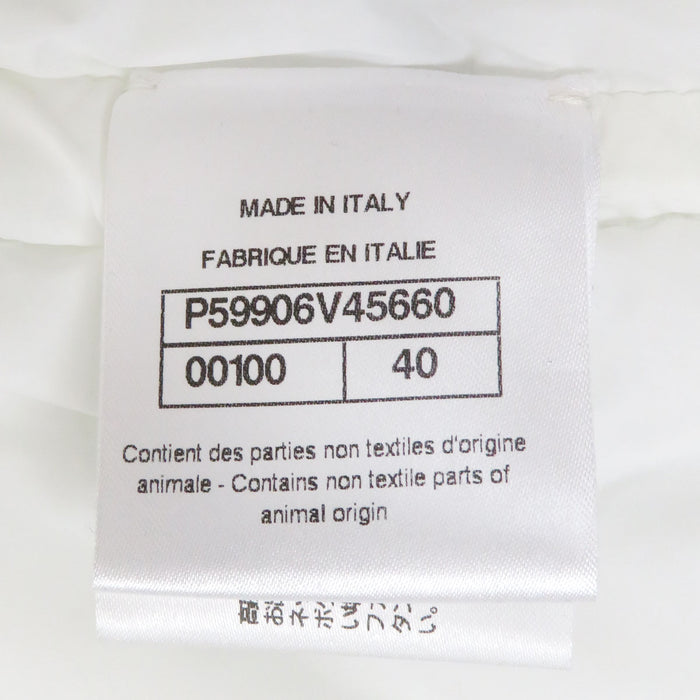 MADE IN ITALY
FABRIQUE EN ITALIE
P59906V45660
00100 40
Contient des parties non textiles d'origine
animale - Contains non textile parts of
animal origin